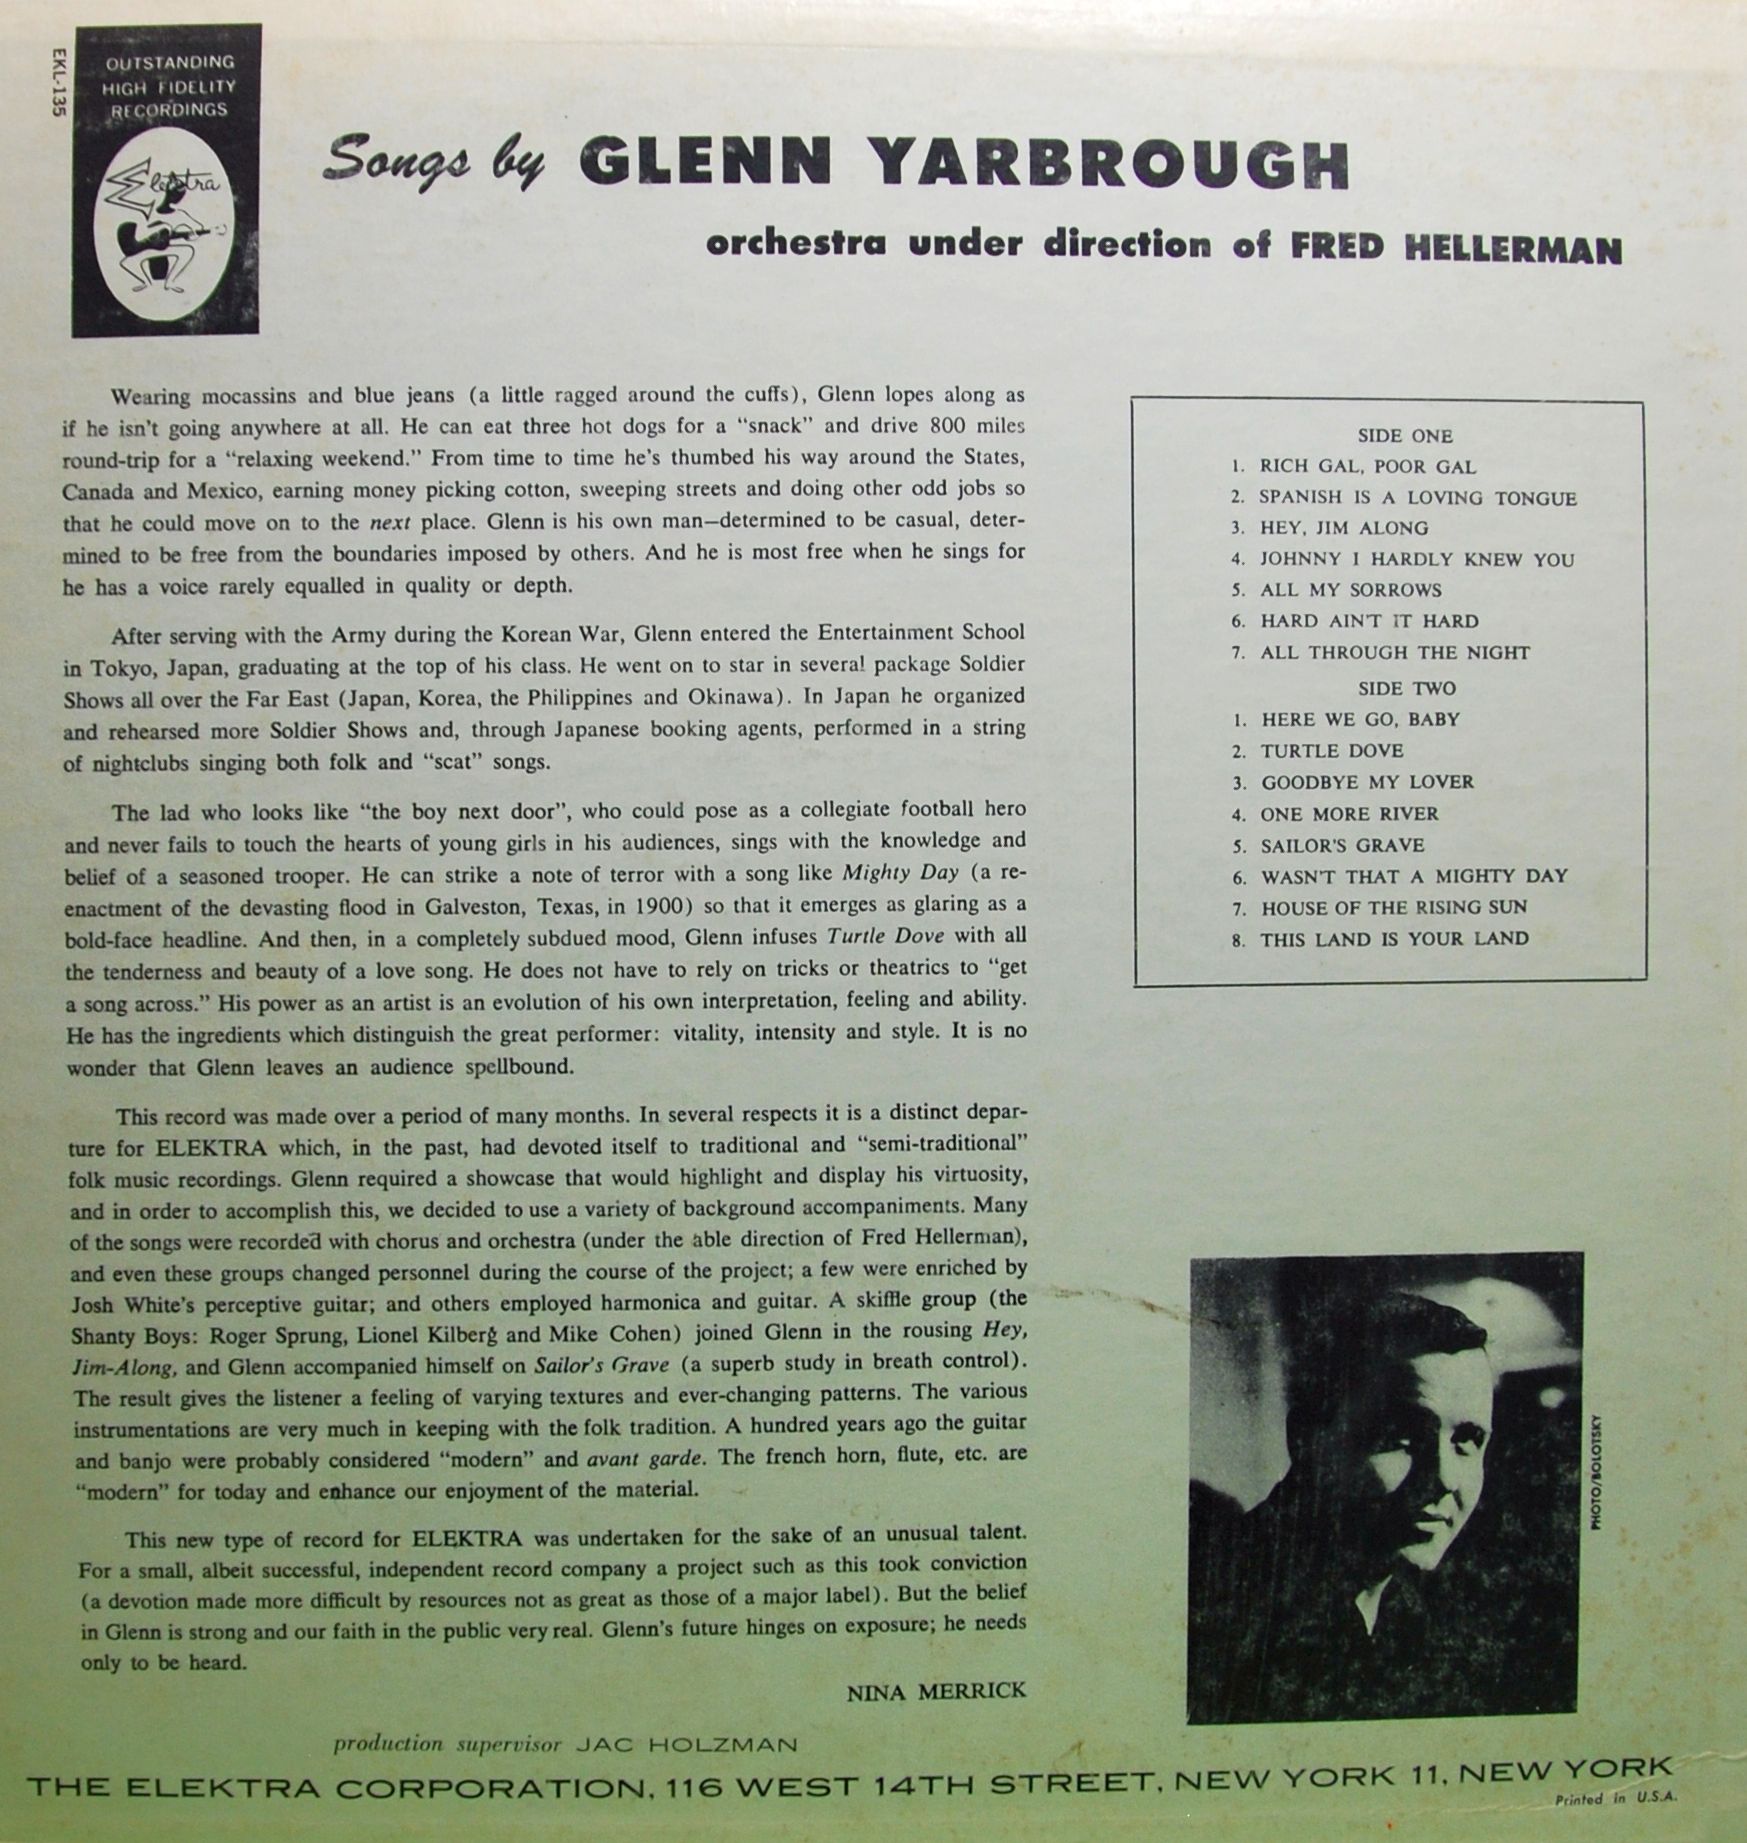 EKL-135
OUTSTANDING
HIGH FIDELITY
RECORDINGS
Elektra
Songs by GLENN YARBROUGH
orchestra under direction of FRED HELLERMAN
Wearing mocassins and blue jeans (a little ragged around the cuffs), Glenn lopes along as
if he isn't going anywhere at all. He can eat three hot dogs for a “snack” and drive 800 miles
round-trip for a “relaxing weekend.” From time to time he's thumbed his way around the States,
Canada and Mexico, earning money picking cotton, sweeping streets and doing other odd jobs so
that he could move on to the next place. Glenn is his own man—determined to be casual, deter-
mined to be free from the boundaries imposed by others. And he is most free when he sings for
he has a voice rarely equalled in quality or depth.
After serving with the Army during the Korean War, Glenn entered the Entertainment School
in Tokyo, Japan, graduating at the top of his class. He went on to star in several package Soldier
Shows all over the Far East (Japan, Korea, the Philippines and Okinawa). In Japan he organized
and rehearsed more Soldier Shows and, through Japanese booking agents, performed in a string
of nightclubs singing both folk and “scat” songs.
The lad who looks like “the boy next door”, who could pose as a collegiate football hero
and never fails to touch the hearts of young girls in his audiences, sings with the knowledge and
belief of a seasoned trooper. He can strike a note of terror with a song like Mighty Day (a re-
enactment of the devasting flood in Galveston, Texas, in 1900) so that it emerges as glaring as a
bold-face headline. And then, in a completely subdued mood, Glenn infuses Turtle Dove with all
the tenderness and beauty of a love song. He does not have to rely on tricks or theatrics to “get
a song across.” His power as an artist is an evolution of his own interpretation, feeling and ability.
He has the ingredients which distinguish the great performer: vitality, intensity and style. It is no
wonder that Glenn leaves an audience spellbound.
This record was made over a period of many months. In several respects it is a distinct depar-
ture for ELEKTRA which, in the past, had devoted itself to traditional and “semi-traditional”
folk music recordings. Glenn required a showcase that would highlight and display his virtuosity,
and in order to accomplish this, we decided to use a variety of background accompaniments. Many
of the songs were recorded with chorus and orchestra (under the able direction of Fred Hellerman),
and even these groups changed personnel during the course of the project; a few were enriched by
Josh White's perceptive guitar; and others employed harmonica and guitar. A skiffle group (the
Shanty Boys: Roger Sprung, Lionel Kilberg and Mike Cohen) joined Glenn in the rousing Hey,
Jim-Along, and Glenn accompanied himself on Sailor's Grave (a superb study in breath control).
The result gives the listener a feeling of varying textures and ever-changing patterns. The various
instrumentations are very much in keeping with the folk tradition. A hundred years ago the guitar
and banjo were probably considered “modern” and avant garde. The french horn, flute, etc. are
“modern” for today and enhance our enjoyment of the material.
This new type of record for ELEKTRA was undertaken for the sake of an unusual talent.
For a small, albeit successful, independent record company a project such as this took conviction
(a devotion made more difficult by resources not as great as those of a major label). But the belief
in Glenn is strong and our faith in the public very real. Glenn's future hinges on exposure; he needs
only to be heard.
NINA MERRICK
SIDE ONE
1. RICH GAL, POOR GAL
2. SPANISH IS A LOVING TONGUE
3. HEY, JIM ALONG
4. JOHNNY I HARDLY KNEW YOU
5. ALL MY SORROWS
6. HARD AIN'T IT HARD
7. ALL THROUGH THE NIGHT
SIDE TWO
1. HERE WE GO, BABY
2. TURTLE DOVE
3. GOODBYE MY LOVER
4. ONE MORE RIVER
5. SAILOR'S GRAVE
6. WASN'T THAT A MIGHTY DAY
7. HOUSE OF THE RISING SUN
8. THIS LAND IS YOUR LAND
PHOTO/BOLOTSKY
production supervisor JAC HOLZMAN
THE ELEKTRA CORPORATION, 116 WEST 14TH STREET, NEW YORK 11, NEW YORK
Printed in U.S.A.